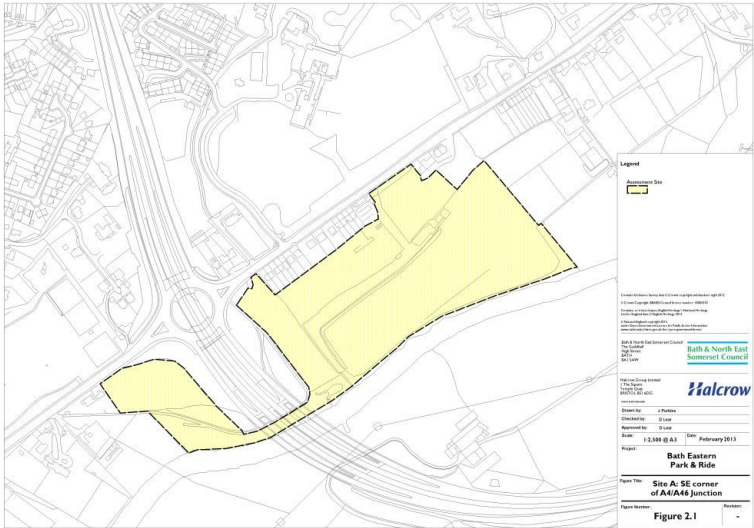 Legend
Assessment Site
Bath & North East Somerset Council
The Guildhall
High Street
BATH
BA1 5AW
Bath & North East
Somerset Council
Halcrow Group Limited
1 The Square
Temple Quay
BRISTOL BS1 6DG
Halcrow
Drawn by: J Perkins
Checked by: D Lear
Approved by: D Lear
Scale: 1:2,500 @ A3 Date: February 2013
Project:
Bath Eastern
Park & Ride
Figure Title: Site A: SE corner
of A4/A46 Junction
Figure Number: Revision:
Figure 2.1 -